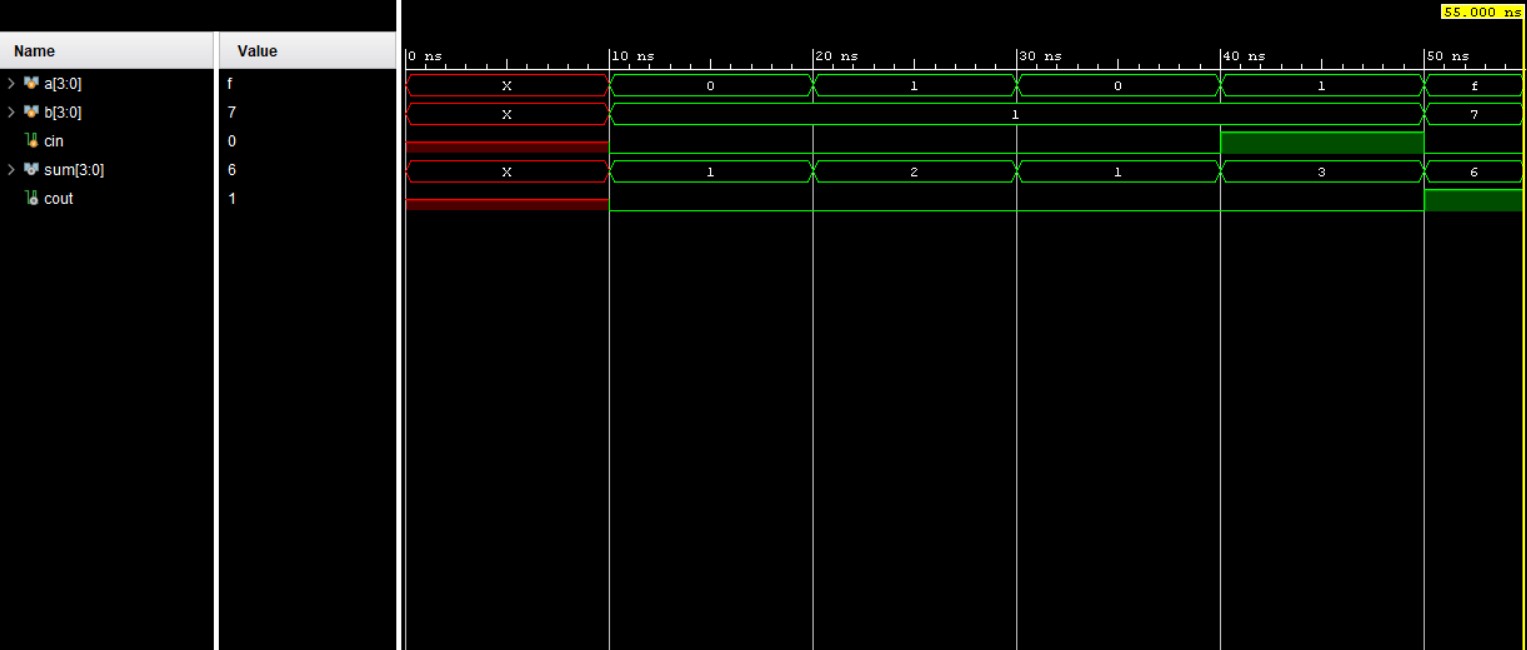 55.000 ns
Name Value
0 ns 10 ns 20 ns 30 ns 40 ns 50 ns
a[3:0] f X 0 1 0 1 f
b[3:0] 7 X 1 7
cin 0
sum[3:0] 6 X 1 2 1 3 6
cout 1